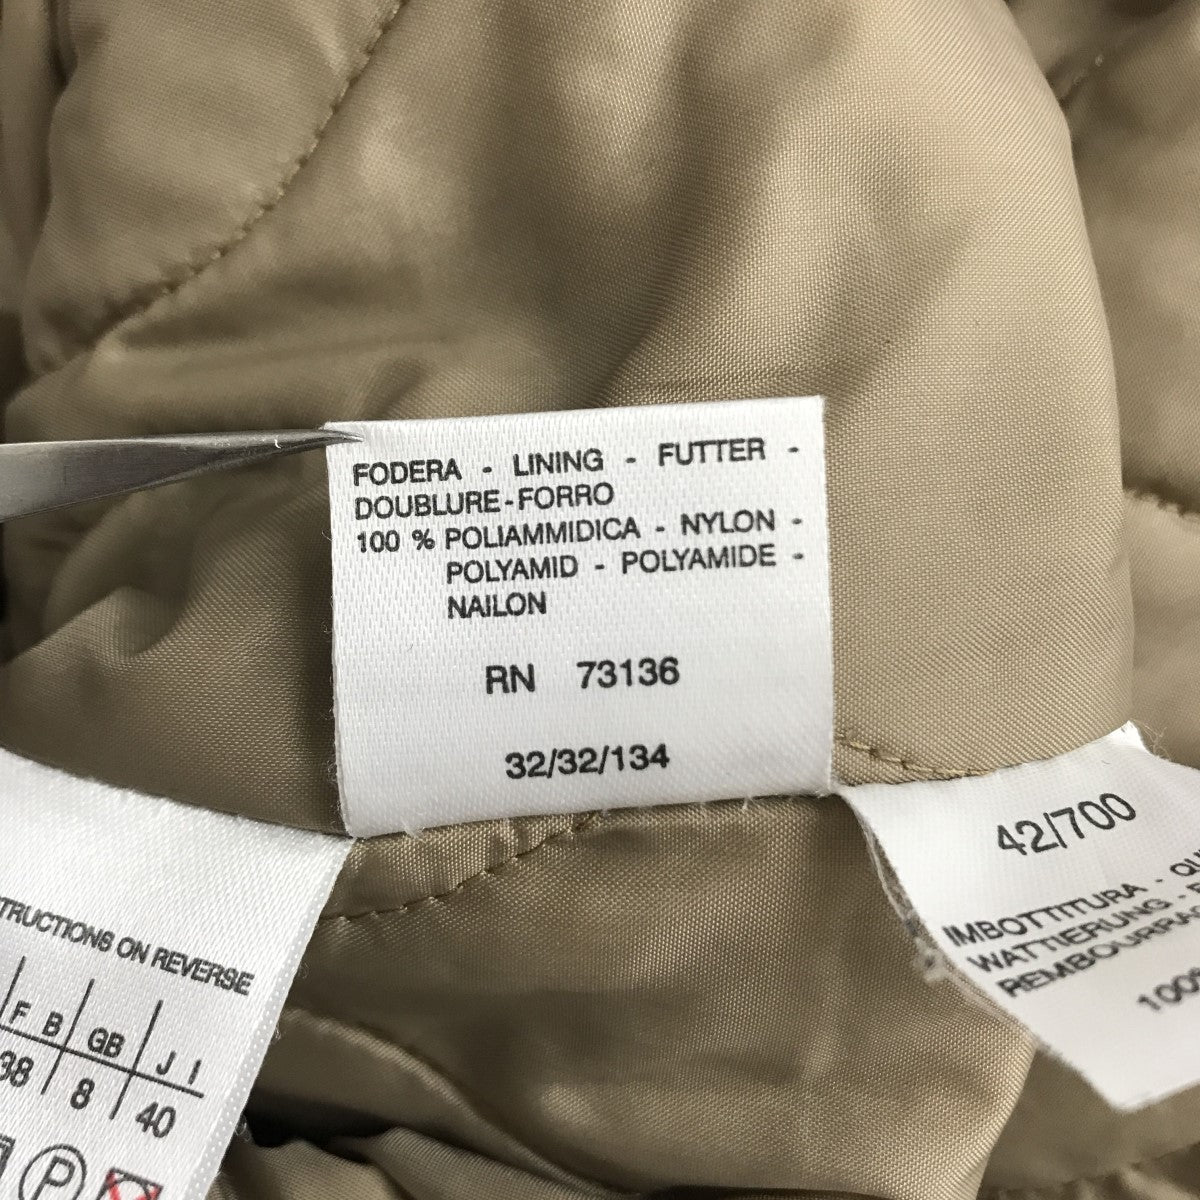 FODERA - LINING - FUTTER -
DOUBLURE-FORRO
100 % POLIAMMIDICA - NYLON -
POLYAMID - POLYAMIDE -
NAILON
RN 73136
32/32/134
42/700
IMBOTTITURA -
WATTIERUNG -
ON REVERSE
F B GB J I
38 8 40
P